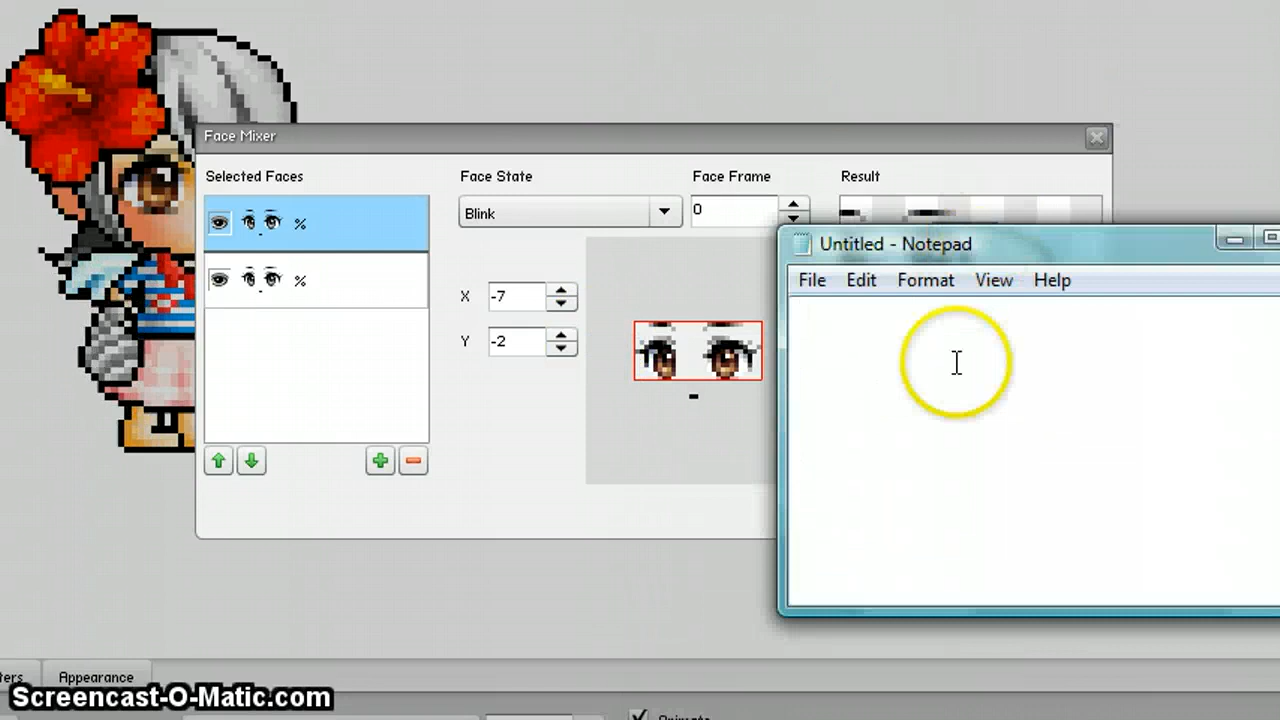 Face Mixer
Selected Faces
Face State
Face Frame
Result
%
Blink
0
Untitled - Notepad
File Edit Format View Help
%
X -7
Y -2
Appearance
Screencast-O-Matic.com